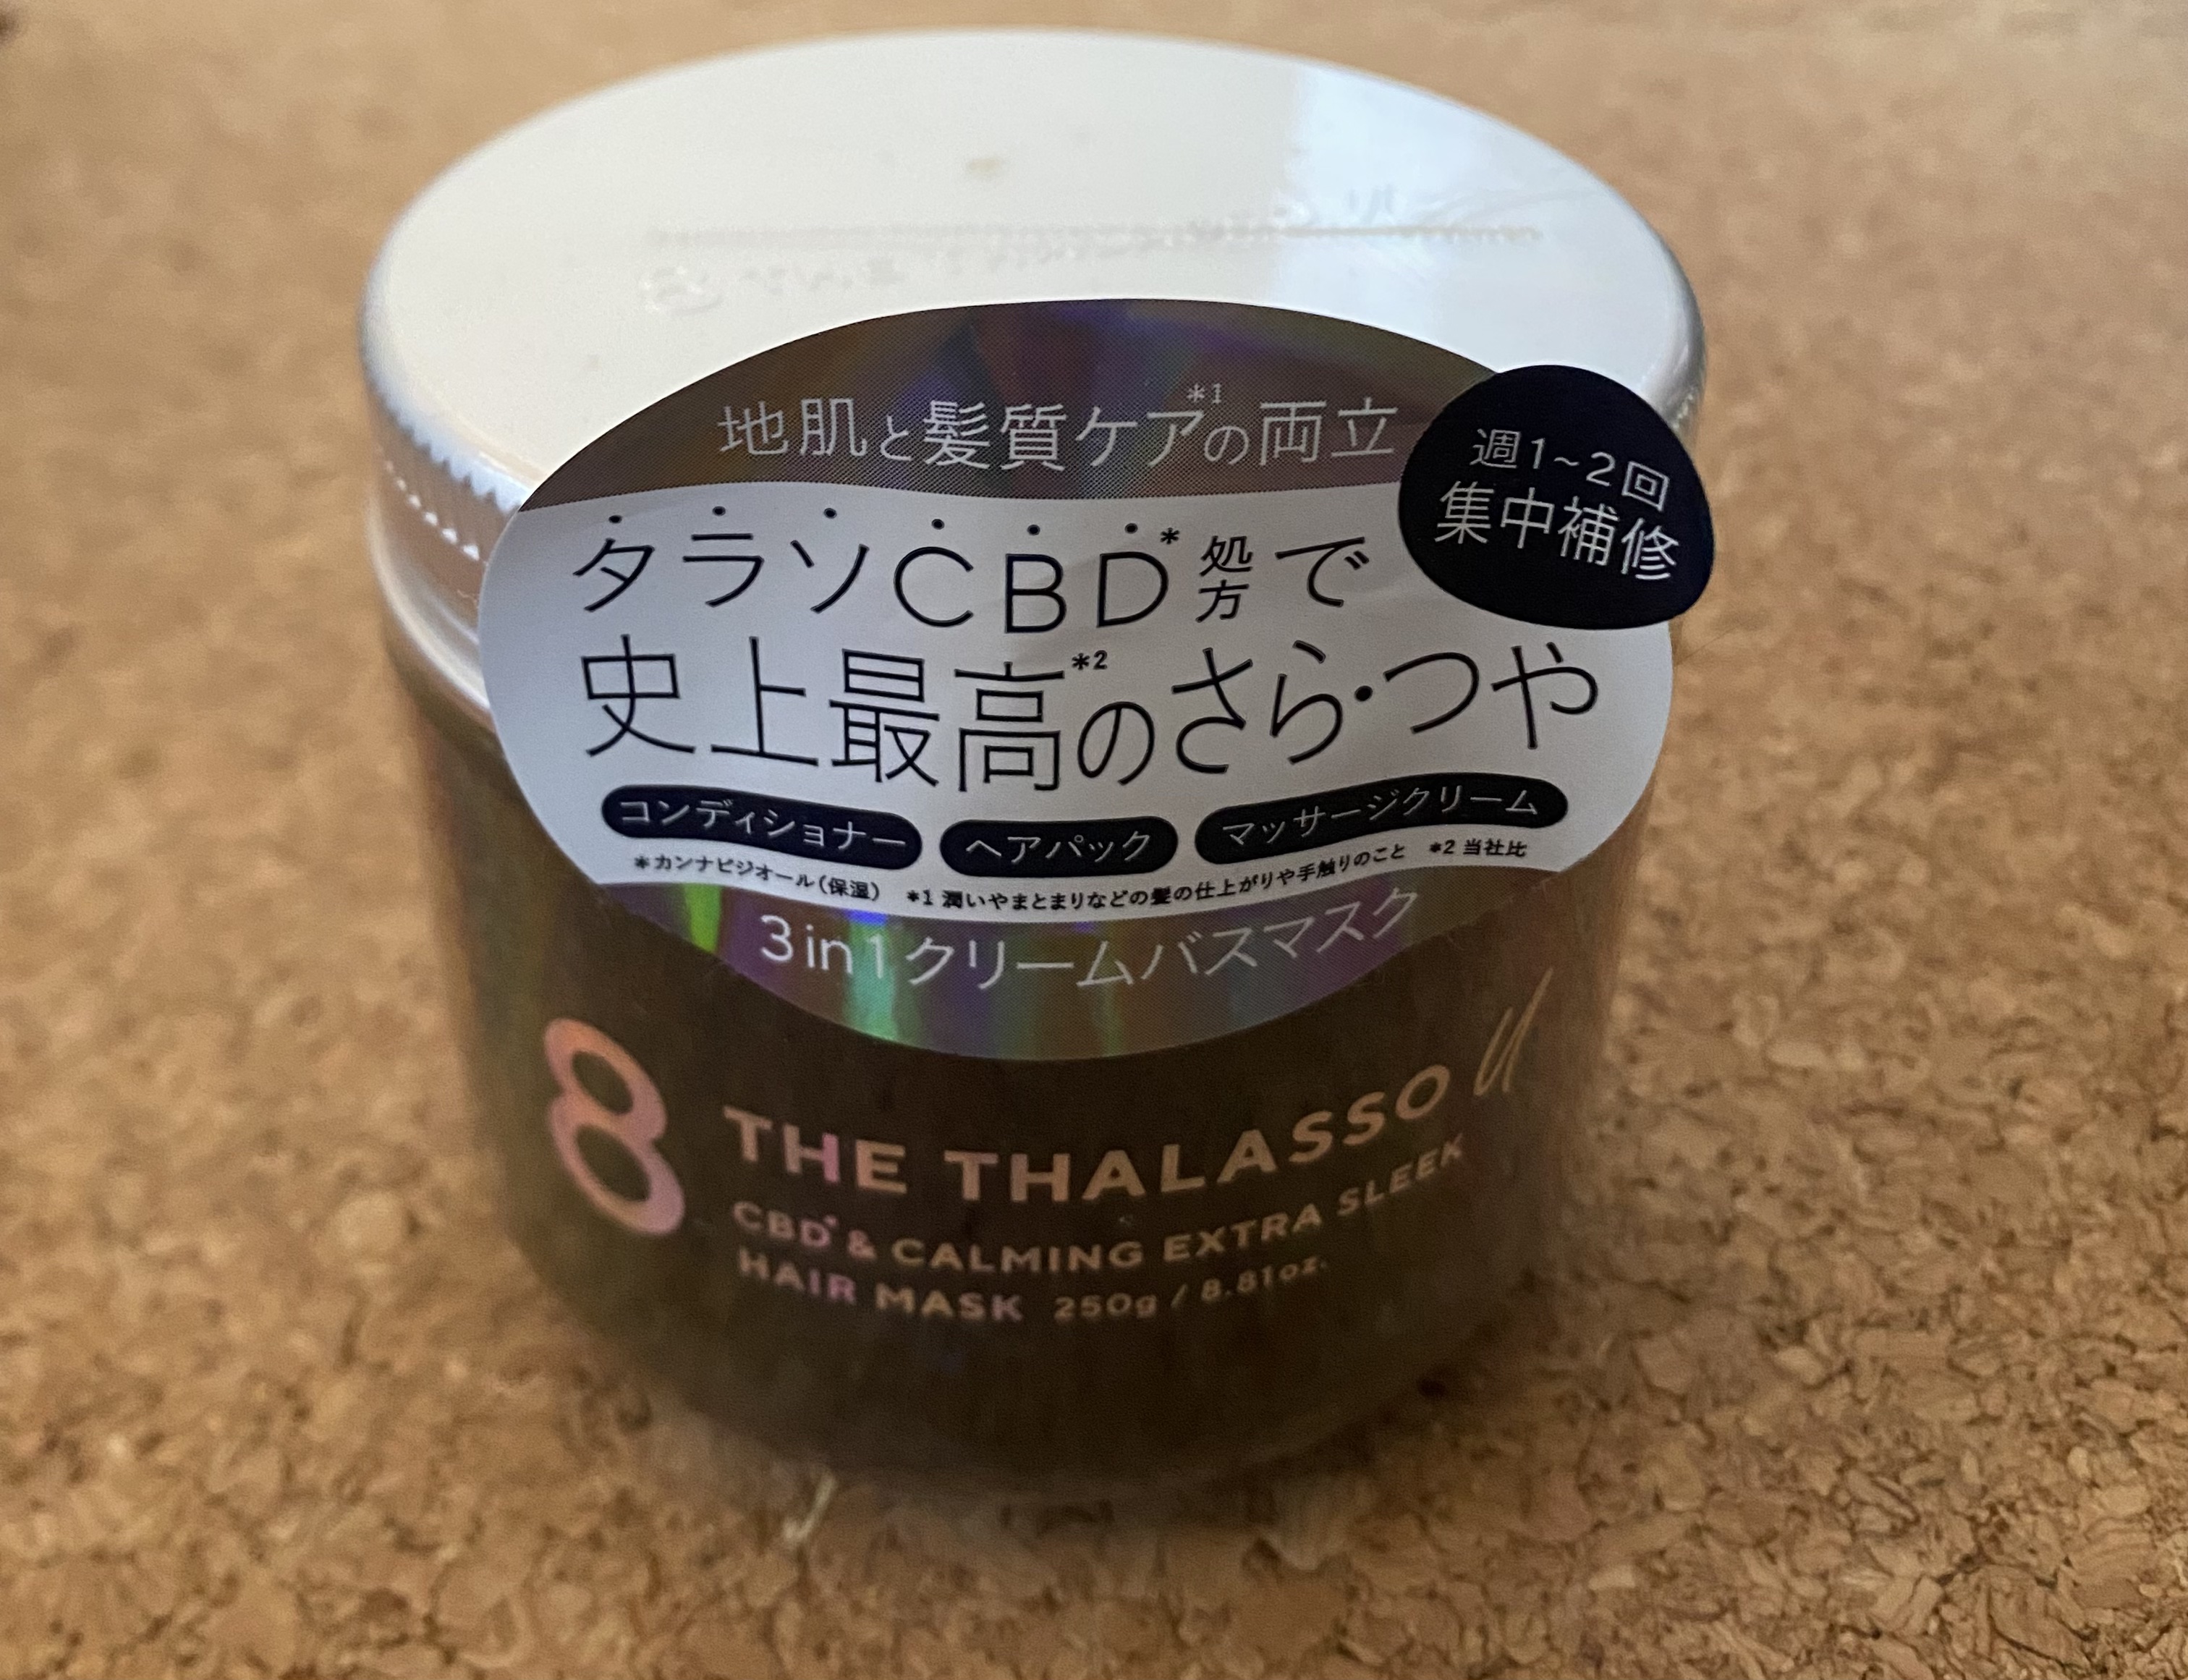 地肌と髪質ケア*1の両立
週1~2回
集中補修
タラソCBD*処方で
史上最高*2のさら・つや
コンディショナー ヘアパック マッサージクリーム
*カンナビジオール(保湿) *1 潤いやまとまりなどの髪の仕上がりや手触りのこと *2 当社比
3in1クリームバスマスク
8 THE THALASSO u
CBD* & CALMING EXTRA SLEEK
HAIR MASK 250g / 8.81oz.